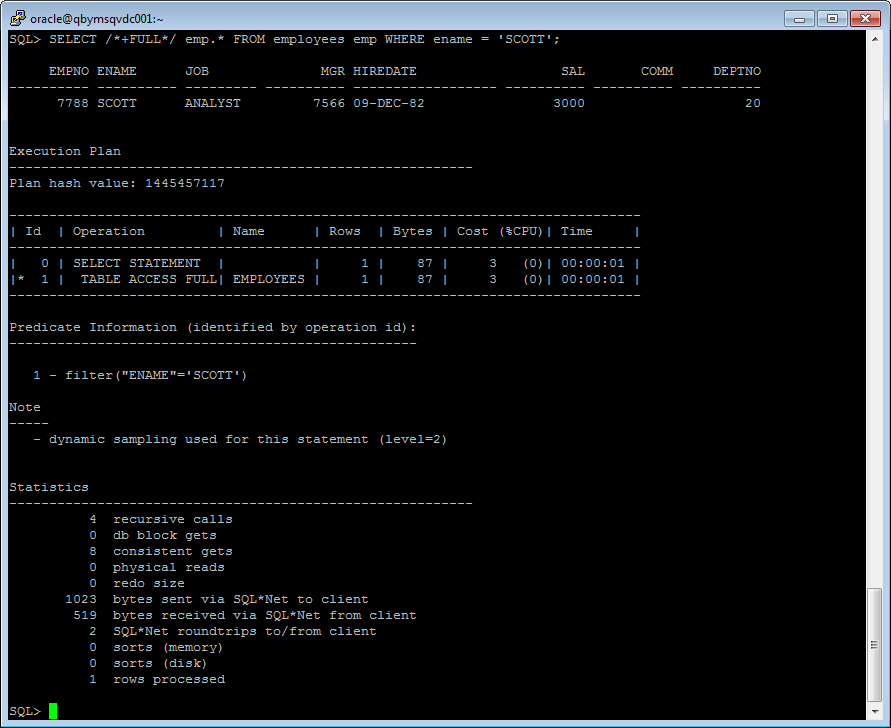 oracle@qbymsqvdc001:~
SQL> SELECT /*+FULL*/ emp.* FROM employees emp WHERE ename = 'SCOTT';
     EMPNO ENAME      JOB              MGR HIREDATE                  SAL       COMM     DEPTNO
---------- ---------- --------- ---------- ------------------ ---------- ---------- ----------
      7788 SCOTT      ANALYST         7566 09-DEC-82                3000                    20
Execution Plan
----------------------------------------------------------
Plan hash value: 1445457117
-------------------------------------------------------------------------------
| Id  | Operation         | Name      | Rows  | Bytes | Cost (%CPU)| Time     |
-------------------------------------------------------------------------------
|   0 | SELECT STATEMENT  |           |     1 |    87 |     3   (0)| 00:00:01 |
|*  1 |  TABLE ACCESS FULL| EMPLOYEES |     1 |    87 |     3   (0)| 00:00:01 |
-------------------------------------------------------------------------------
Predicate Information (identified by operation id):
---------------------------------------------------
   1 - filter("ENAME"='SCOTT')
Note
-----
   - dynamic sampling used for this statement (level=2)
Statistics
----------------------------------------------------------
          4  recursive calls
          0  db block gets
          8  consistent gets
          0  physical reads
          0  redo size
       1023  bytes sent via SQL*Net to client
        519  bytes received via SQL*Net from client
          2  SQL*Net roundtrips to/from client
          0  sorts (memory)
          0  sorts (disk)
          1  rows processed
SQL>